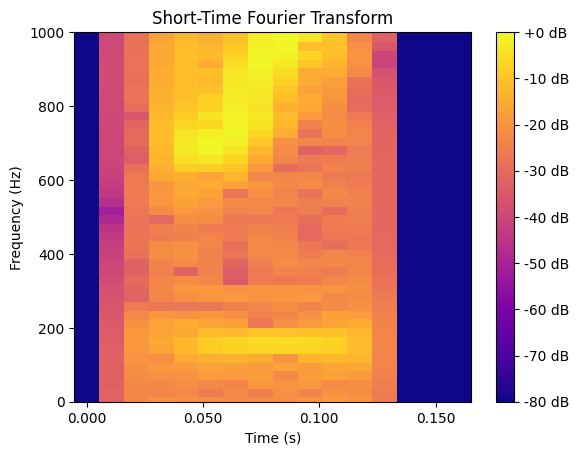 Short-Time Fourier Transform
1000
800
600
400
200
0
Frequency (Hz)
0.000
0.050
0.100
0.150
Time (s)
+0 dB
-10 dB
-20 dB
-30 dB
-40 dB
-50 dB
-60 dB
-70 dB
-80 dB